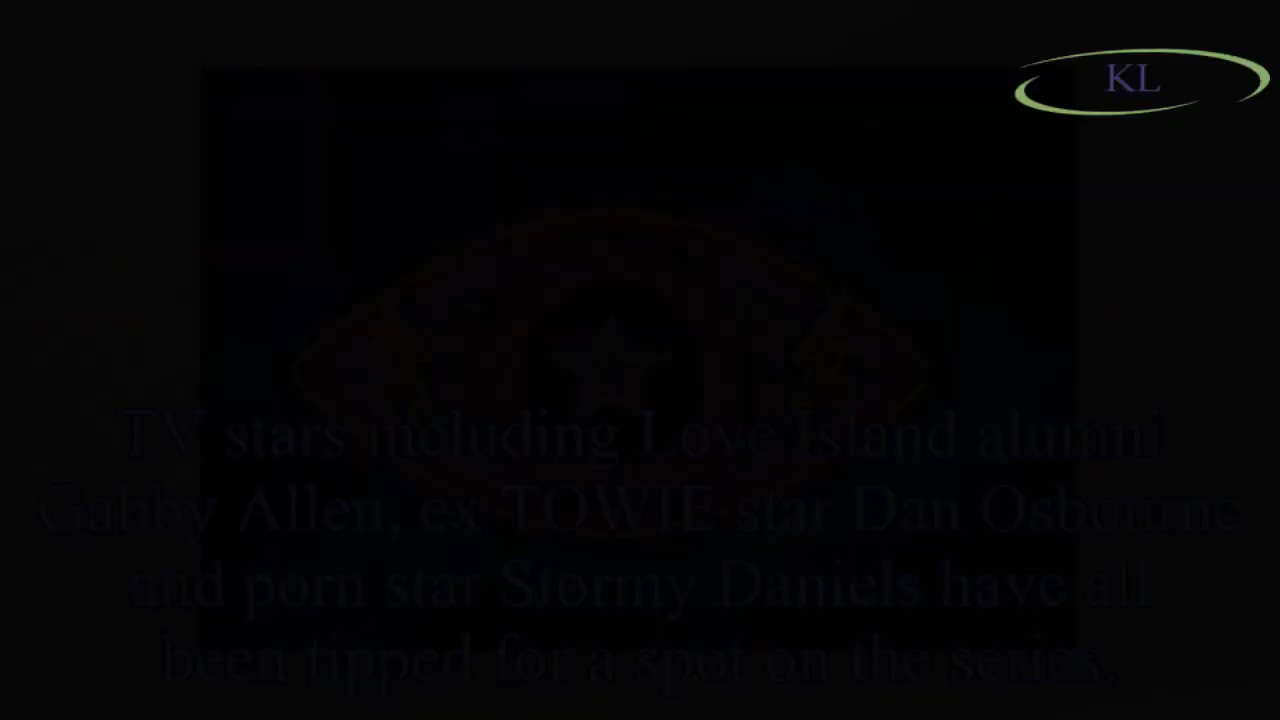 KL
TV stars including Love Island alumni
Gabby Allen, ex TOWIE star Dan Osbourne
and porn star Stormy Daniels have all
been tipped for a spot on the series.